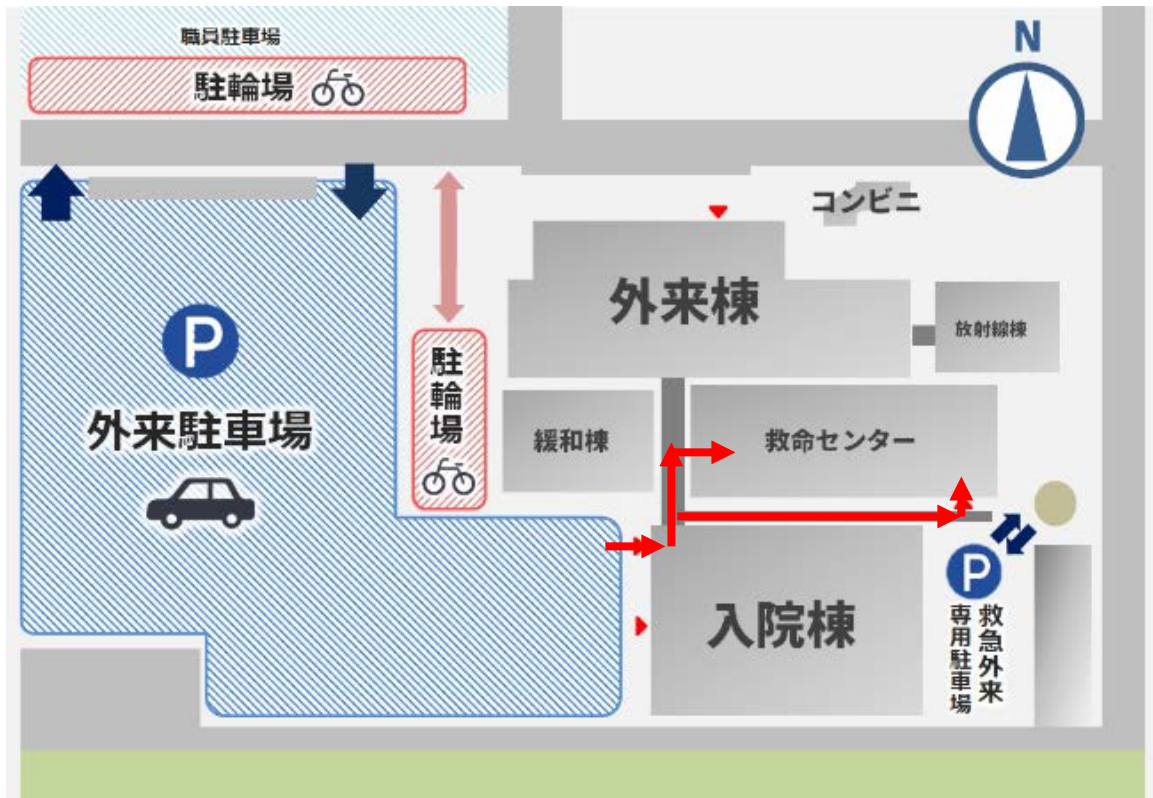 職員駐車場
駐輪場
N
コンビニ
外来棟
放射線棟
P
駐輪場
外来駐車場
緩和棟
救命センター
P
入院棟
救急外来
専用駐車場